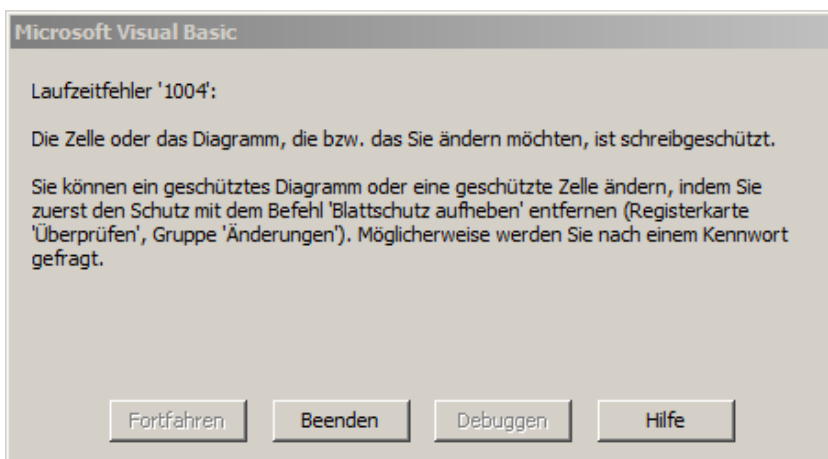 Microsoft Visual Basic
Laufzeitfehler '1004':
Die Zelle oder das Diagramm, die bzw. das Sie ändern möchten, ist schreibgeschützt.
Sie können ein geschütztes Diagramm oder eine geschützte Zelle ändern, indem Sie
zuerst den Schutz mit dem Befehl 'Blattschutz aufheben' entfernen (Registerkarte
'Überprüfen', Gruppe 'Änderungen'). Möglicherweise werden Sie nach einem Kennwort
gefragt.
Fortfahren
Beenden
Debuggen
Hilfe